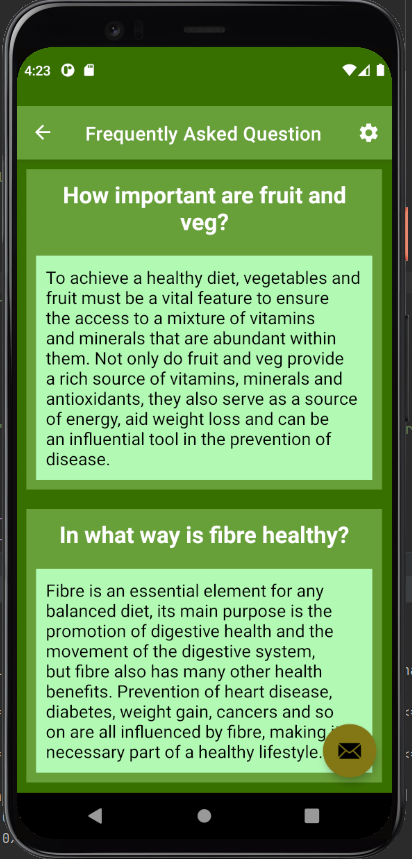 4:23
Frequently Asked Question
How important are fruit and
veg?
To achieve a healthy diet, vegetables and
fruit must be a vital feature to ensure
the access to a mixture of vitamins
and minerals that are abundant within
them. Not only do fruit and veg provide
a rich source of vitamins, minerals and
antioxidants, they also serve as a source
of energy, aid weight loss and can be
an influential tool in the prevention of
disease.
In what way is fibre healthy?
Fibre is an essential element for any
balanced diet, its main purpose is the
promotion of digestive health and the
movement of the digestive system,
but fibre also has many other health
benefits. Prevention of heart disease,
diabetes, weight gain, cancers and so
on are all influenced by fibre, making
necessary part of a healthy lifestyle.